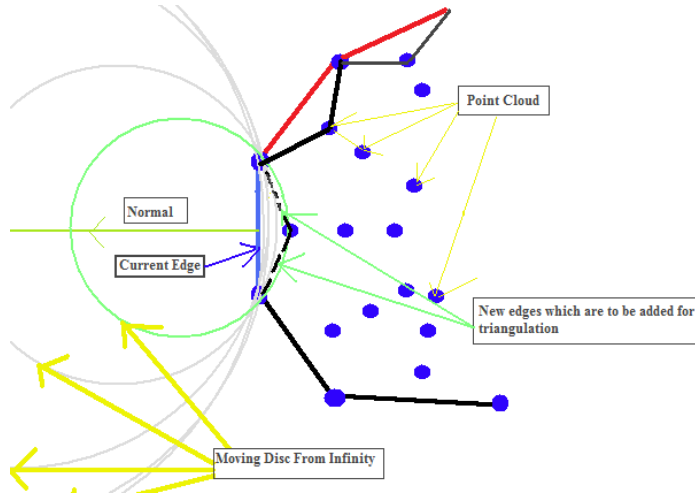 Point Cloud
Normal
Current Edge
New edges which are to be added for
triangulation
Moving Disc From Infinity